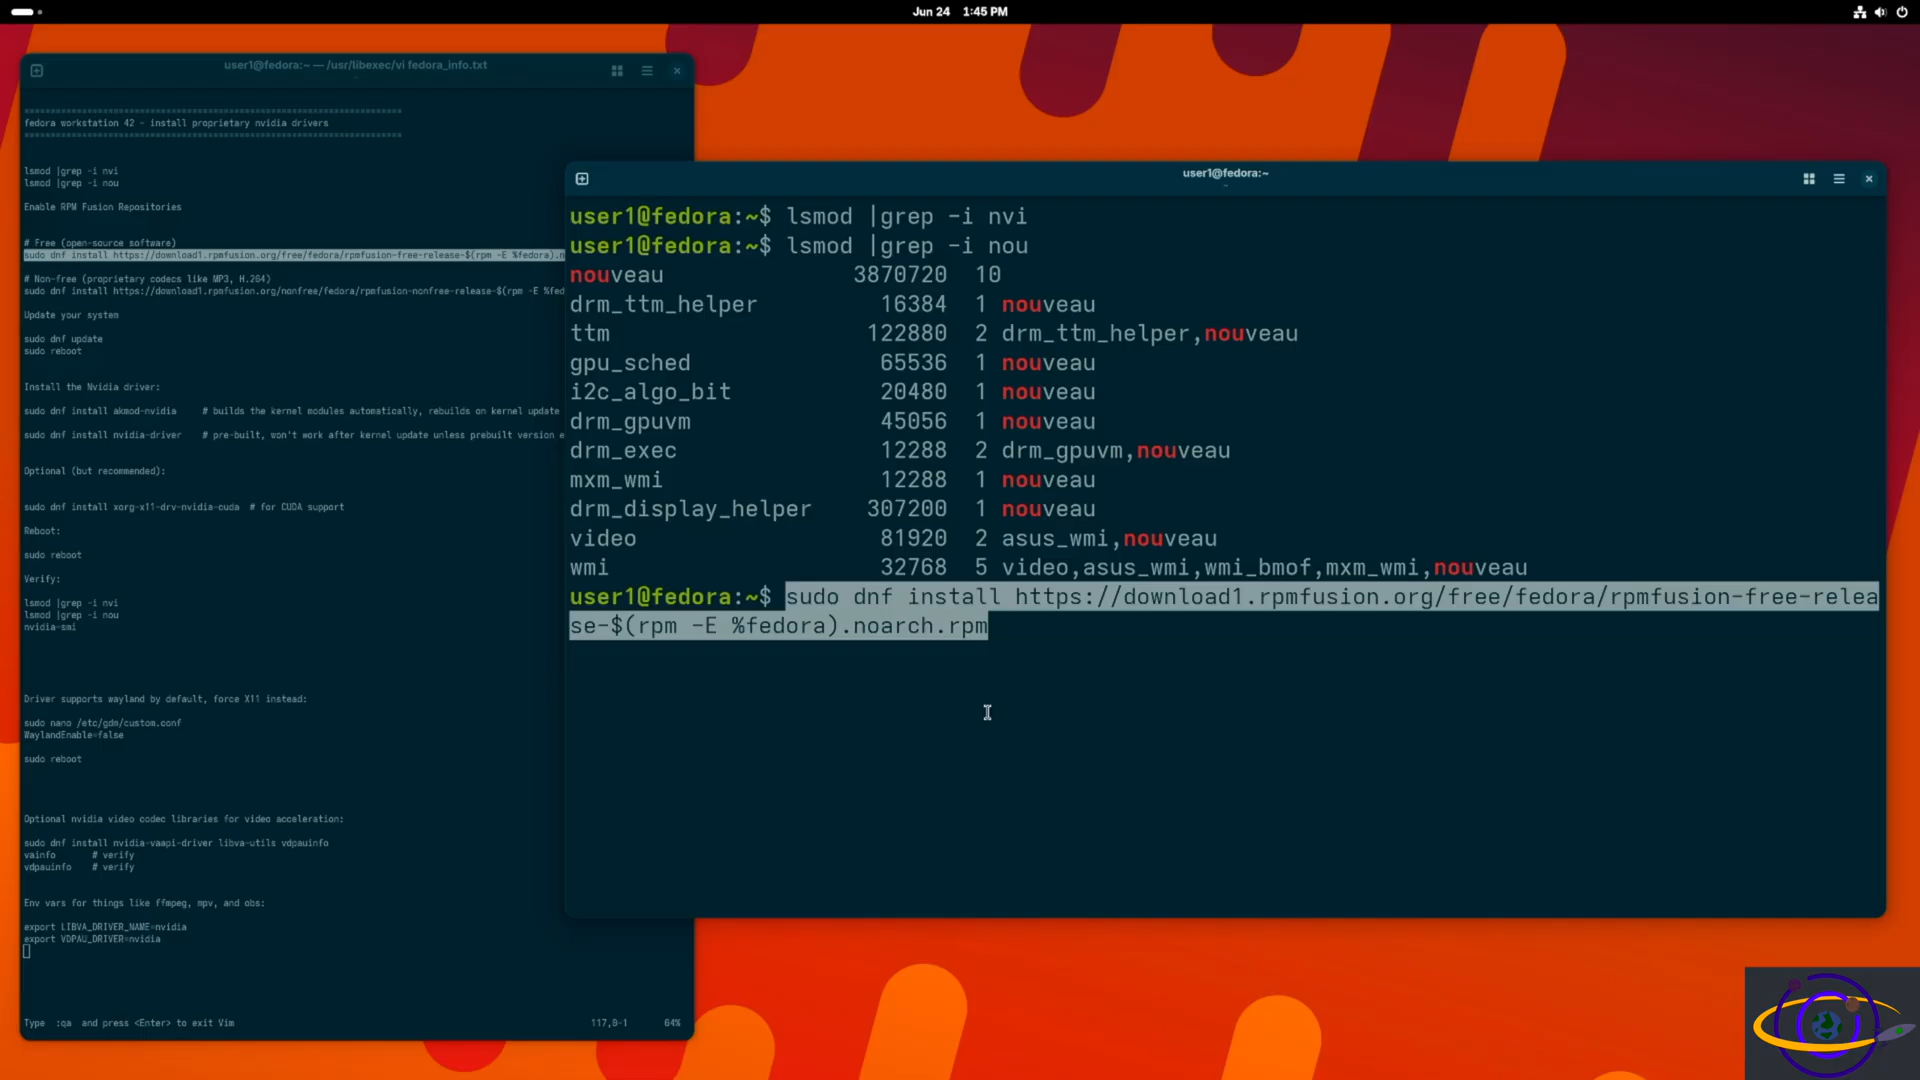 Jun 24 1:45 PM
user1@fedora:~ — /usr/libexec/vi fedora_info.txt
fedora workstation 42 - install proprietary nvidia drivers
lsmod |grep -i nvi
lsmod |grep -i nou
Enable RPM Fusion Repositories
# Free (open-source software)
sudo dnf install https://download1.rpmfusion.org/free/fedora/rpmfusion-free-release-$(rpm -E %fedora).n
# Non-free (proprietary codecs like MP3, H.264)
sudo dnf install https://download1.rpmfusion.org/nonfree/fedora/rpmfusion-nonfree-release-$(rpm -E %fed
Update your system
sudo dnf update
sudo reboot
Install the Nvidia driver:
sudo dnf install akmod-nvidia # builds the kernel modules automatically, rebuilds on kernel update
sudo dnf install nvidia-driver # pre-built, won't work after kernel update unless prebuilt version e
Optional (but recommended):
sudo dnf install xorg-x11-drv-nvidia-cuda # for CUDA support
Reboot:
sudo reboot
Verify:
lsmod |grep -i nvi
lsmod |grep -i nou
nvidia-smi
Driver supports wayland by default, force X11 instead:
sudo nano /etc/gdm/custom.conf
WaylandEnable=false
sudo reboot
Optional nvidia video codec libraries for video acceleration:
sudo dnf install nvidia-vaapi-driver libva-utils vdpauinfo
vainfo # verify
vdpauinfo # verify
Env vars for things like ffmpeg, mpv, and obs:
export LIBVA_DRIVER_NAME=nvidia
export VDPAU_DRIVER=nvidia
Type :qa and press <Enter> to exit Vim 117,0-1 64%
user1@fedora:~
user1@fedora:~$ lsmod |grep -i nvi
user1@fedora:~$ lsmod |grep -i nou
nouveau 3870720 10
drm_ttm_helper 16384 1 nouveau
ttm 122880 2 drm_ttm_helper,nouveau
gpu_sched 65536 1 nouveau
i2c_algo_bit 20480 1 nouveau
drm_gpuvm 45056 1 nouveau
drm_exec 12288 2 drm_gpuvm,nouveau
mxm_wmi 12288 1 nouveau
drm_display_helper 307200 1 nouveau
video 81920 2 asus_wmi,nouveau
wmi 32768 5 video,asus_wmi,wmi_bmof,mxm_wmi,nouveau
user1@fedora:~$ sudo dnf install https://download1.rpmfusion.org/free/fedora/rpmfusion-free-relea
se-$(rpm -E %fedora).noarch.rpm